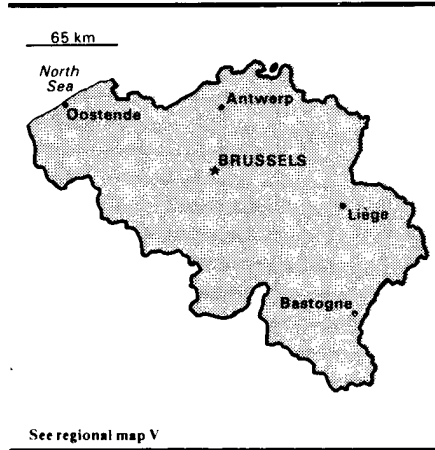 65 km
North
Sea
Oostende
Antwerp
BRUSSELS
Liège
Bastogne
See regional map V